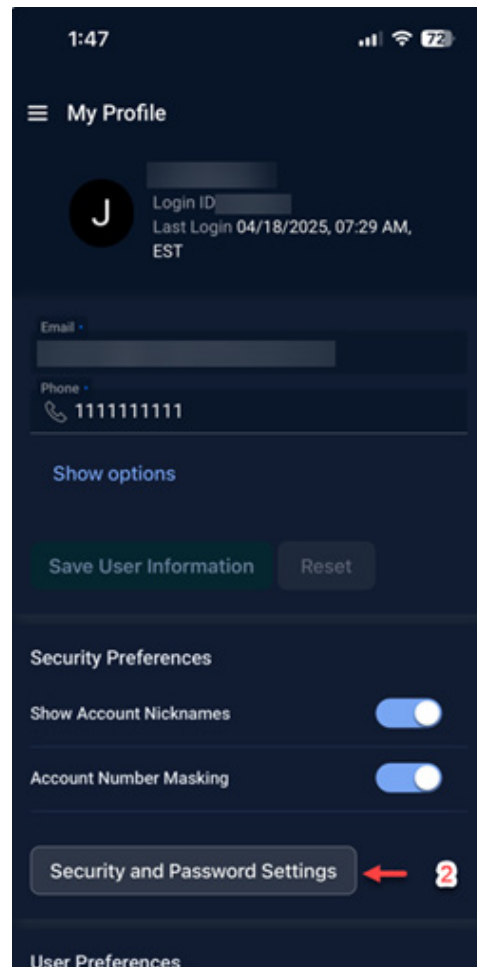 1:47
72
My Profile
J
Login ID
Last Login 04/18/2025, 07:29 AM,
EST
Email
Phone
1111111111
Show options
Save User Information
Reset
Security Preferences
Show Account Nicknames
Account Number Masking
Security and Password Settings
2
User Preferences